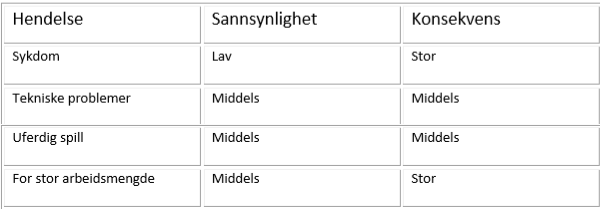 Hendelse Sannsynlighet Konsekvens
Sykdom Lav Stor
Tekniske problemer Middels Middels
Uferdig spill Middels Middels
For stor arbeidsmengde Middels Stor